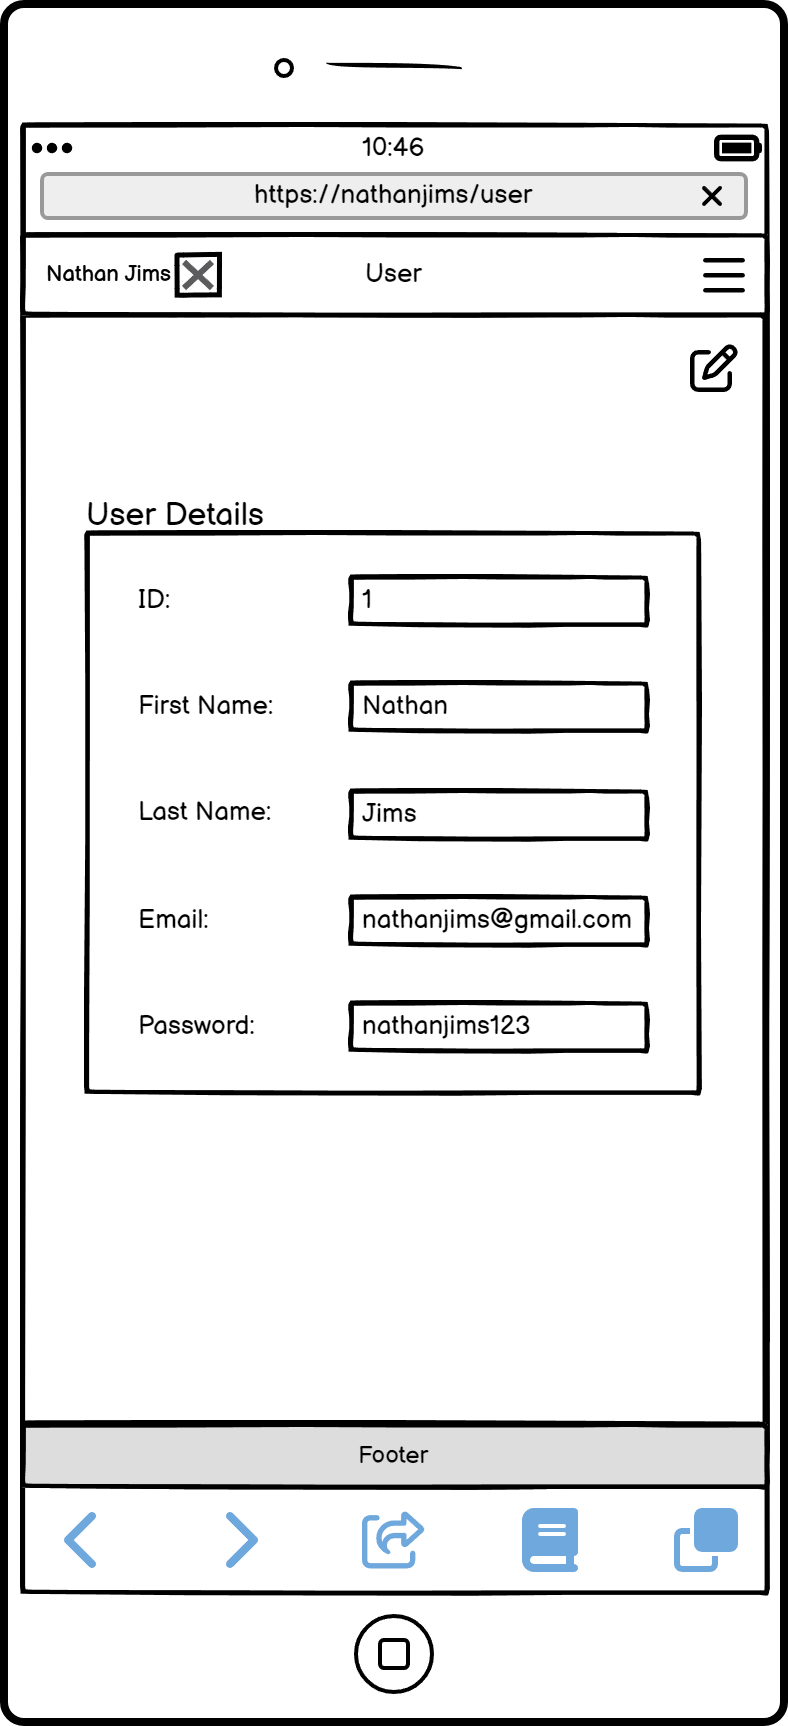 10:46
https://nathanjims/user
Nathan Jims User
User Details
ID: 1
First Name: Nathan
Last Name: Jims
Email: nathanjims@gmail.com
Password: nathanjims123
Footer